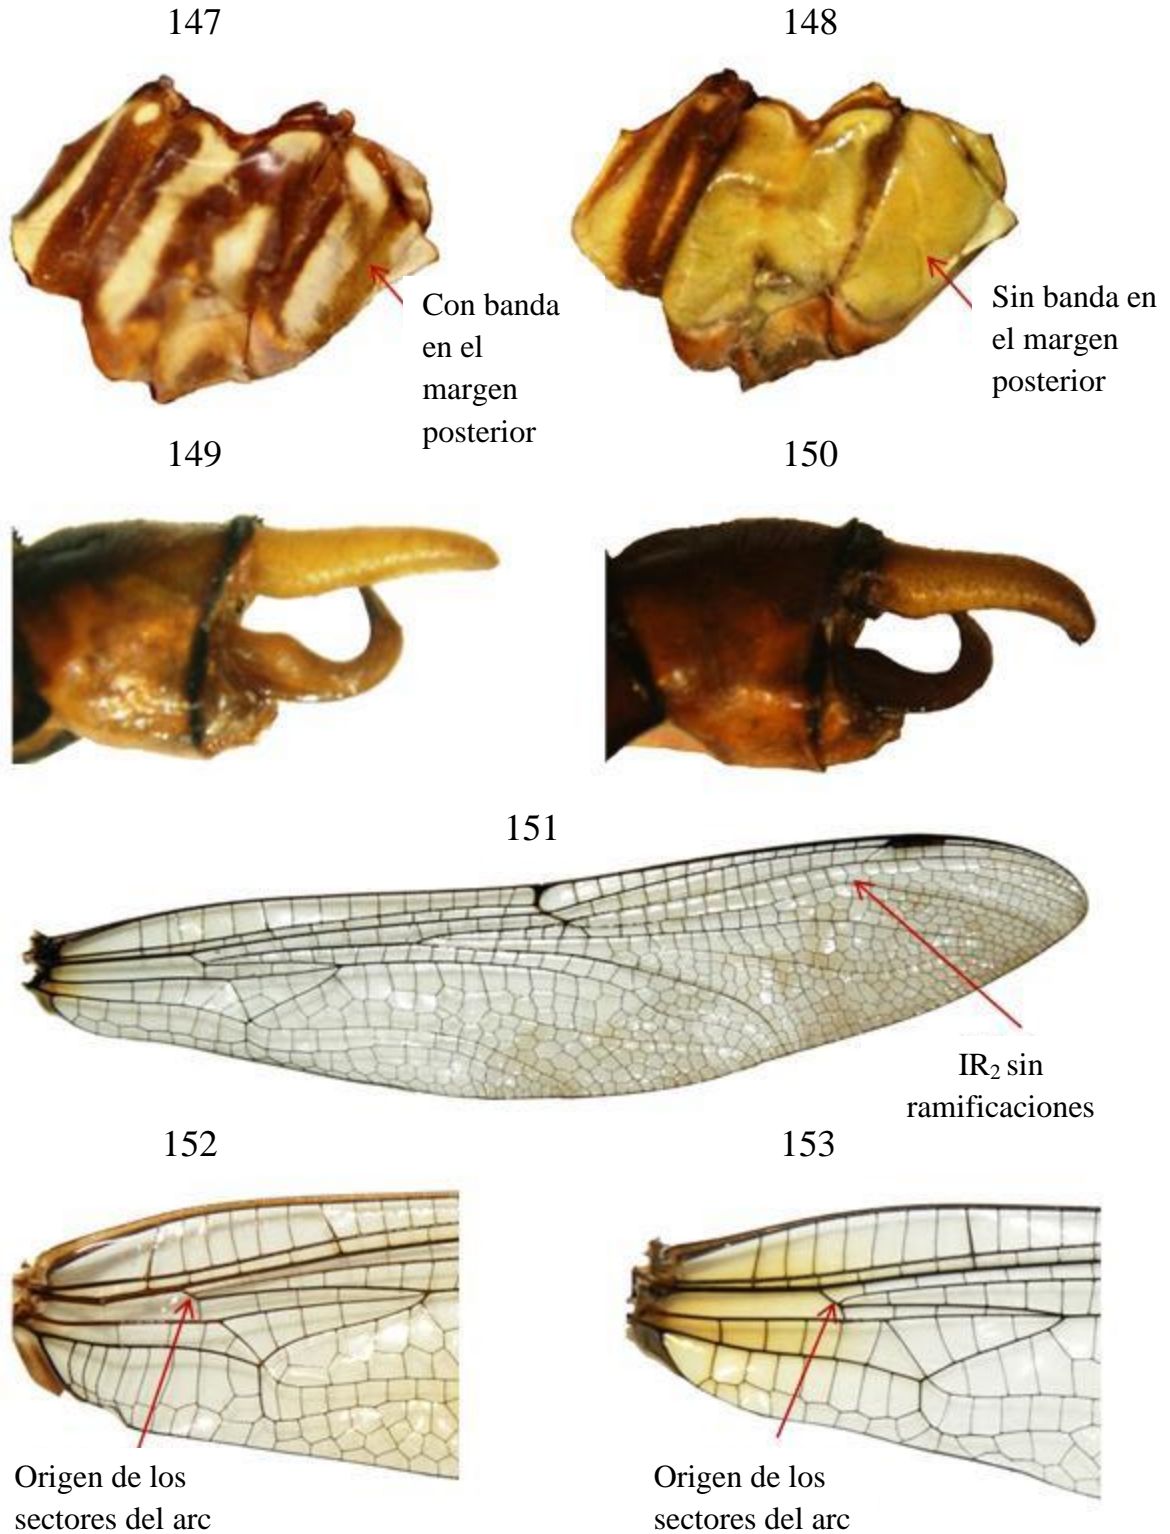 147
148
Con banda
en el
margen
posterior
Sin banda en
el margen
posterior
149
150
151
IR₂ sin
ramificaciones
152
153
Origen de los
sectores del arc
Origen de los
sectores del arc